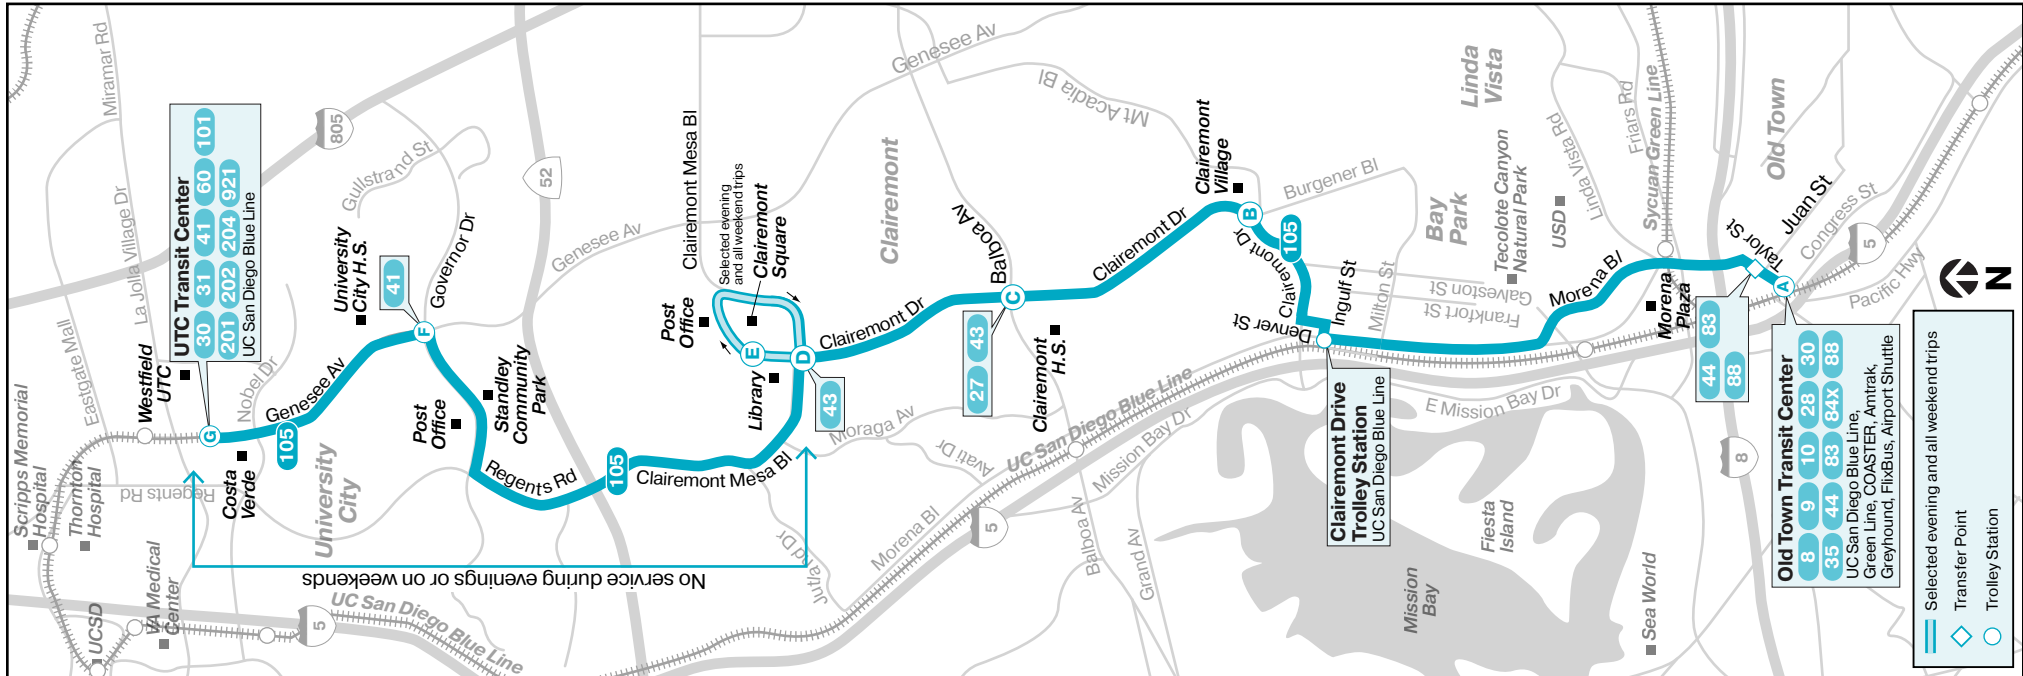 Scripps Memorial
Hospital
Thornton
Hospital
UCSD
VA Medical
Center
Eastgate Mall
Miramar Rd
La Jolla Village Dr
Regents Rd
Nobel Dr
Westfield
UTC
UTC Transit Center
30 31 41 60 101
201 202 204 921
UC San Diego Blue Line
G
Costa
Verde
Genesee Av
105
University
City
University
City H.S.
41
F
Governor Dr
Gullstrand St
805
52
Post
Office
Standley
Community
Park
Regents Rd
105
Clairemont Mesa Bl
No service during evenings or on weekends
UC San Diego Blue Line
5
Genesee Av
Clairemont Mesa Bl
Selected evening
and all weekend trips
Clairemont
Square
Post
Office
E
Library
D
43
Moraga Av
Avati Dr
Jutland Dr
Morena Bl
5
Clairemont
Clairemont Dr
Genesee Av
Mt Acadia Bl
Balboa Av
C
27 43
Clairemont
H.S.
UC San Diego Blue Line
Mission Bay Dr
Balboa Av
Grand Av
Clairemont Dr
Clairemont
Village
B
Burgener Bl
Clairemont Dr
105
Denver St
Ingulf St
Milton St
Clairemont Drive
Trolley Station
UC San Diego Blue Line
Bay
Park
Linda
Vista
Tecolote Canyon
Natural Park
USD
Galveston St
Frankfort St
Morena Bl
Linda Vista Rd
Friars Rd
Sycuan Green Line
E Mission Bay Dr
Fiesta
Island
Mission
Bay
Sea World
Morena
Plaza
44 83
88
8
Old Town
Taylor St
Juan St
Congress St
Pacific Hwy
5
A
Old Town Transit Center
8 9 10 28 30
35 44 83 84X 88
UC San Diego Blue Line,
Green Line, COASTER, Amtrak,
Greyhound, FlixBus, Airport Shuttle
N
Selected evening and all weekend trips
Transfer Point
Trolley Station